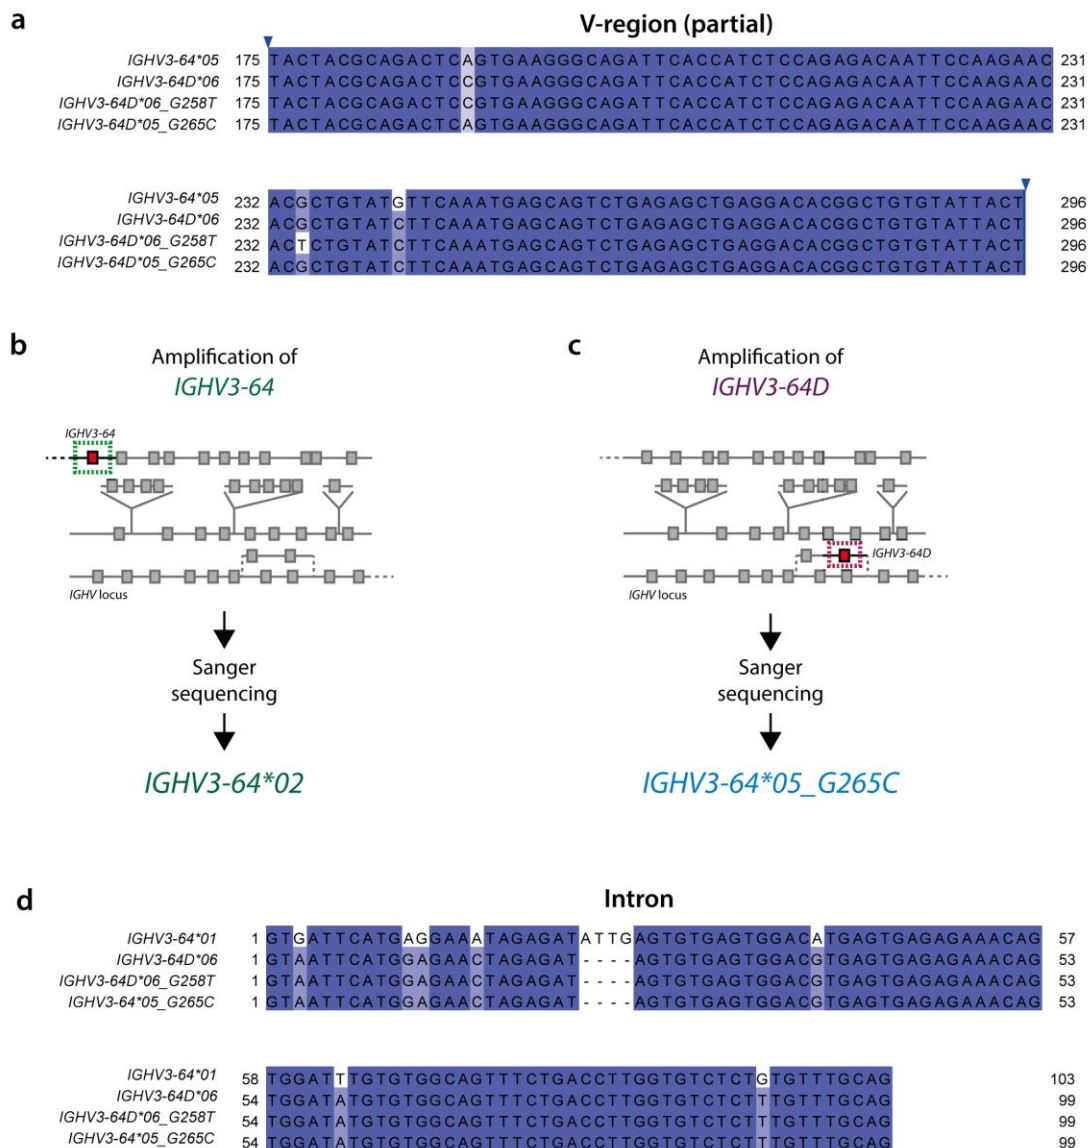 a
V-region (partial)
IGHV3-64*05 175 TACTACGCAGACTCAGTGAAGGGCAGATTCACCATCTCCAGAGACAATTCCAAGAAC 231
IGHV3-64D*06 175 TACTACGCAGACTCCGTGAAGGGCAGATTCACCATCTCCAGAGACAATTCCAAGAAC 231
IGHV3-64D*06_G258T 175 TACTACGCAGACTCCGTGAAGGGCAGATTCACCATCTCCAGAGACAATTCCAAGAAC 231
IGHV3-64D*05_G265C 175 TACTACGCAGACTCAGTGAAGGGCAGATTCACCATCTCCAGAGACAATTCCAAGAAC 231
IGHV3-64*05 232 ACGCTGTATGTTCAAATGAGCAGTCTGAGAGCTGAGGACACGGCTGTGTATTACT 296
IGHV3-64D*06 232 ACGCTGTATCTTCAAATGAGCAGTCTGAGAGCTGAGGACACGGCTGTGTATTACT 296
IGHV3-64D*06_G258T 232 ACTCTGTATCTTCAAATGAGCAGTCTGAGAGCTGAGGACACGGCTGTGTATTACT 296
IGHV3-64D*05_G265C 232 ACGCTGTATCTTCAAATGAGCAGTCTGAGAGCTGAGGACACGGCTGTGTATTACT 296
b
Amplification of
IGHV3-64
IGHV3-64
IGHV locus
Sanger
sequencing
IGHV3-64*02
c
Amplification of
IGHV3-64D
IGHV3-64D
IGHV locus
Sanger
sequencing
IGHV3-64*05_G265C
d
Intron
IGHV3-64*01 1 GTGATTCATGAGGAAATAGAGATATTGAGTGTGAGTGGACATGAGTGAGAGAAACAG 57
IGHV3-64D*06 1 GTAATTCATGGAGAACTAGAGAT----AGTGTGAGTGGACGTGAGTGAGAGAAACAG 53
IGHV3-64D*06_G258T 1 GTAATTCATGGAGAACTAGAGAT----AGTGTGAGTGGACGTGAGTGAGAGAAACAG 53
IGHV3-64*05_G265C 1 GTAATTCATGGAGAACTAGAGAT----AGTGTGAGTGGACGTGAGTGAGAGAAACAG 53
IGHV3-64*01 58 TGGATTTGTGTGGCAGTTTCTGACCTTGGTGTCTCTGTGTTTGCAG 103
IGHV3-64D*06 54 TGGATATGTGTGGCAGTTTCTGACCTTGGTGTCTCTTTGTTTGCAG 99
IGHV3-64D*06_G258T 54 TGGATATGTGTGGCAGTTTCTGACCTTGGTGTCTCTTTGTTTGCAG 99
IGHV3-64*05_G265C 54 TGGATATGTGTGGCAGTTTCTGACCTTGGTGTCTCTTTGTTTGCAG 99